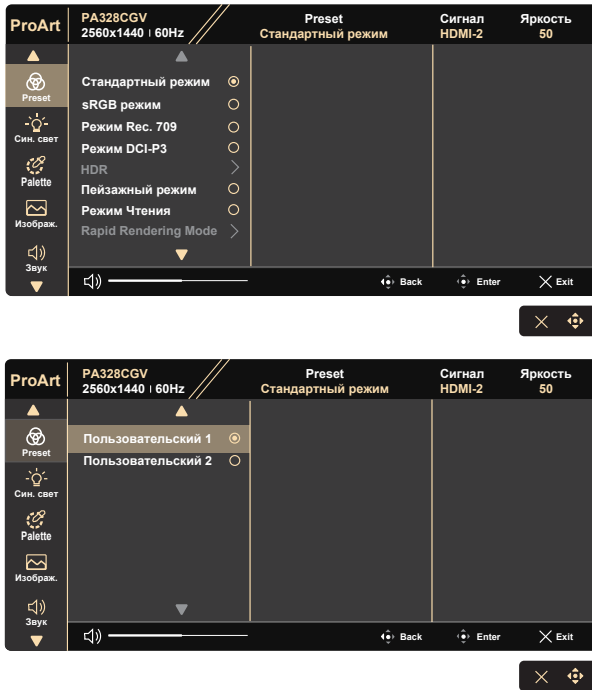 ProArt
PA328CGV
2560x1440 | 60Hz
Preset
Стандартный режим
Сигнал
HDMI-2
Яркость
50
Preset
Син. свет
Palette
Изображ.
Звук
Стандартный режим
sRGB режим
Режим Rec. 709
Режим DCI-P3
HDR
Пейзажный режим
Режим Чтения
Rapid Rendering Mode
Back
Enter
Exit
ProArt
PA328CGV
2560x1440 | 60Hz
Preset
Стандартный режим
Сигнал
HDMI-2
Яркость
50
Preset
Син. свет
Palette
Изображ.
Звук
Пользовательский 1
Пользовательский 2
Back
Enter
Exit